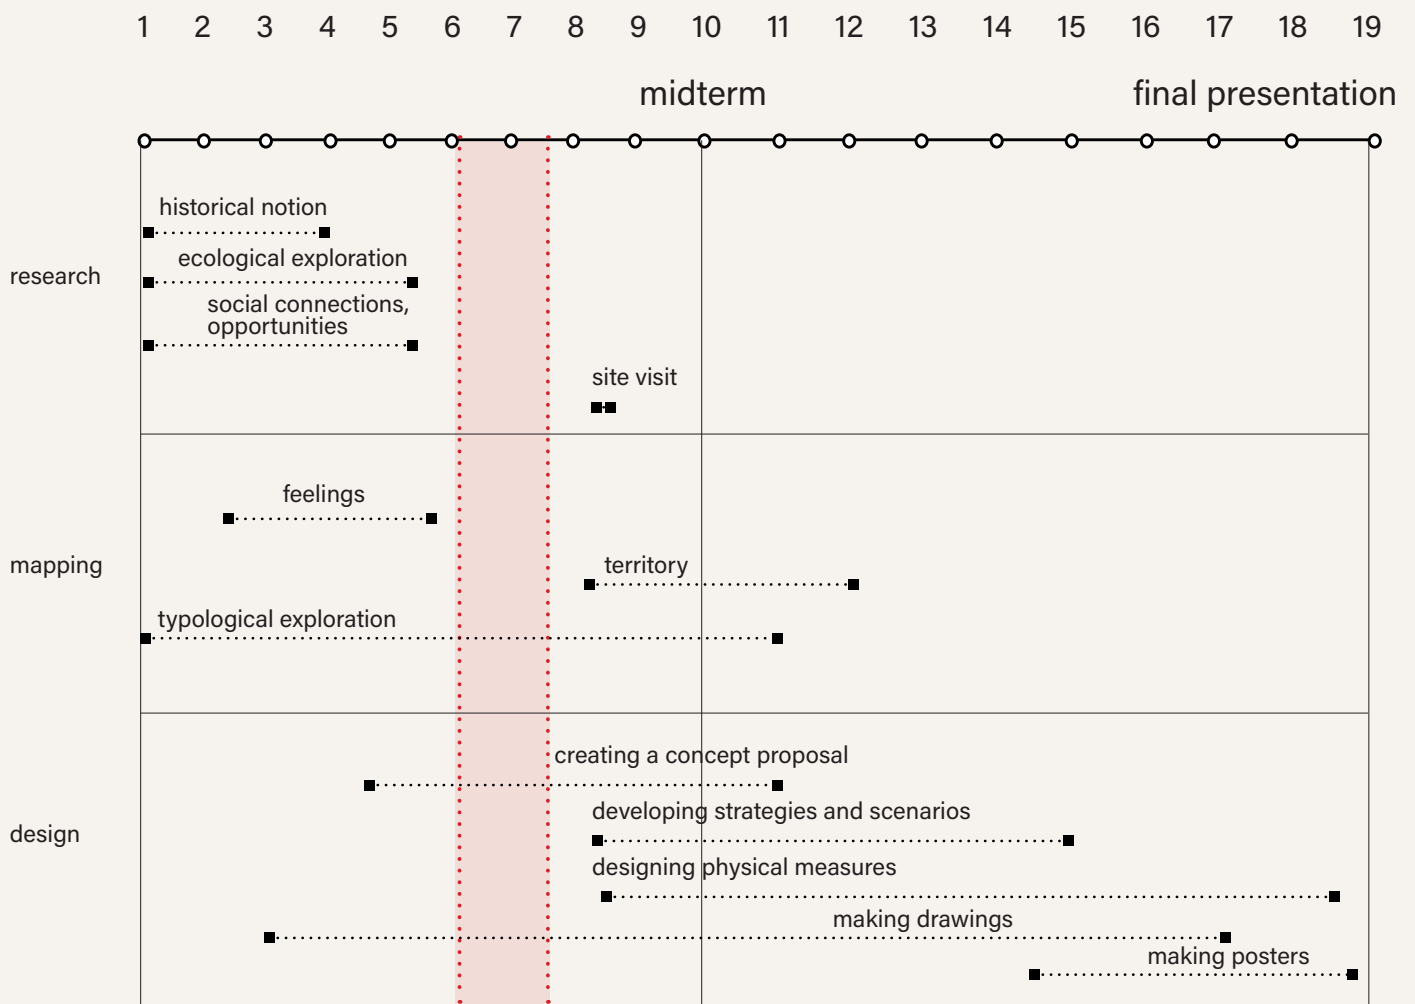 1 2 3 4 5 6 7 8 9 10 11 12 13 14 15 16 17 18 19
midterm final presentation
historical notion
ecological exploration
research
social connections,
opportunities
site visit
feelings
mapping
territory
typological exploration
creating a concept proposal
developing strategies and scenarios
design
designing physical measures
making drawings
making posters